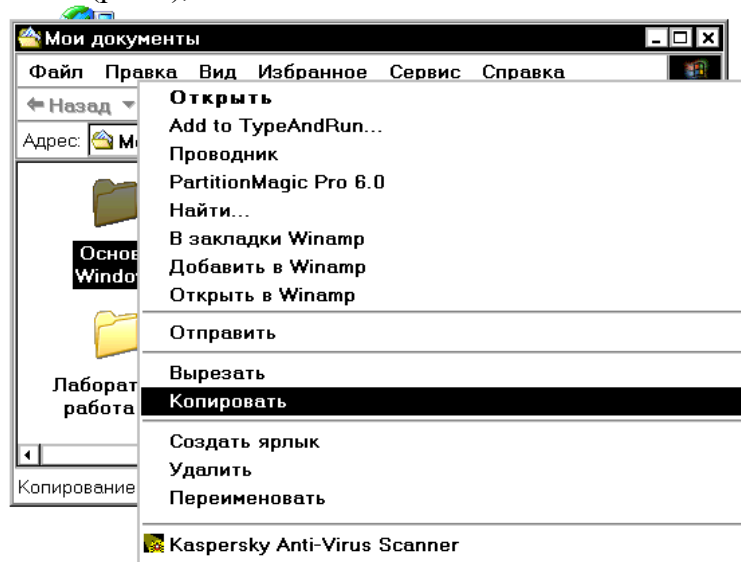 Мои документы
Файл Правка Вид Избранное Сервис Справка
Назад
Адрес:
Открыть
Add to TypeAndRun...
Проводник
PartitionMagic Pro 6.0
Найти...
В закладки Winamp
Добавить в Winamp
Открыть в Winamp
Отправить
Вырезать
Копировать
Создать ярлык
Удалить
Переименовать
Kaspersky Anti-Virus Scanner
работа
Копирование